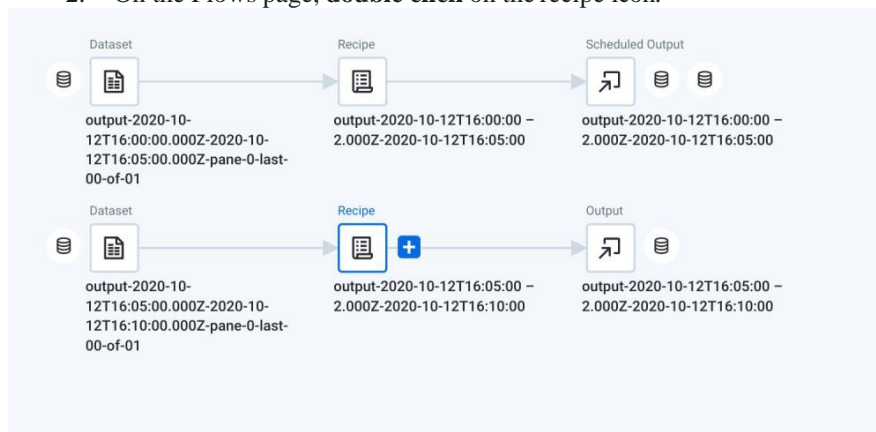 2. On the Flows page, double click on the recipe icon.
Dataset
Recipe
Scheduled Output
output-2020-10-
12T16:00:00.000Z-2020-10-
12T16:05:00.000Z-pane-0-last-
00-of-01
output-2020-10-12T16:00:00 –
2.000Z-2020-10-12T16:05:00
output-2020-10-12T16:00:00 –
2.000Z-2020-10-12T16:05:00
Dataset
Recipe
Output
output-2020-10-
12T16:05:00.000Z-2020-10-
12T16:10:00.000Z-pane-0-last-
00-of-01
output-2020-10-12T16:05:00 –
2.000Z-2020-10-12T16:10:00
output-2020-10-12T16:05:00 –
2.000Z-2020-10-12T16:10:00